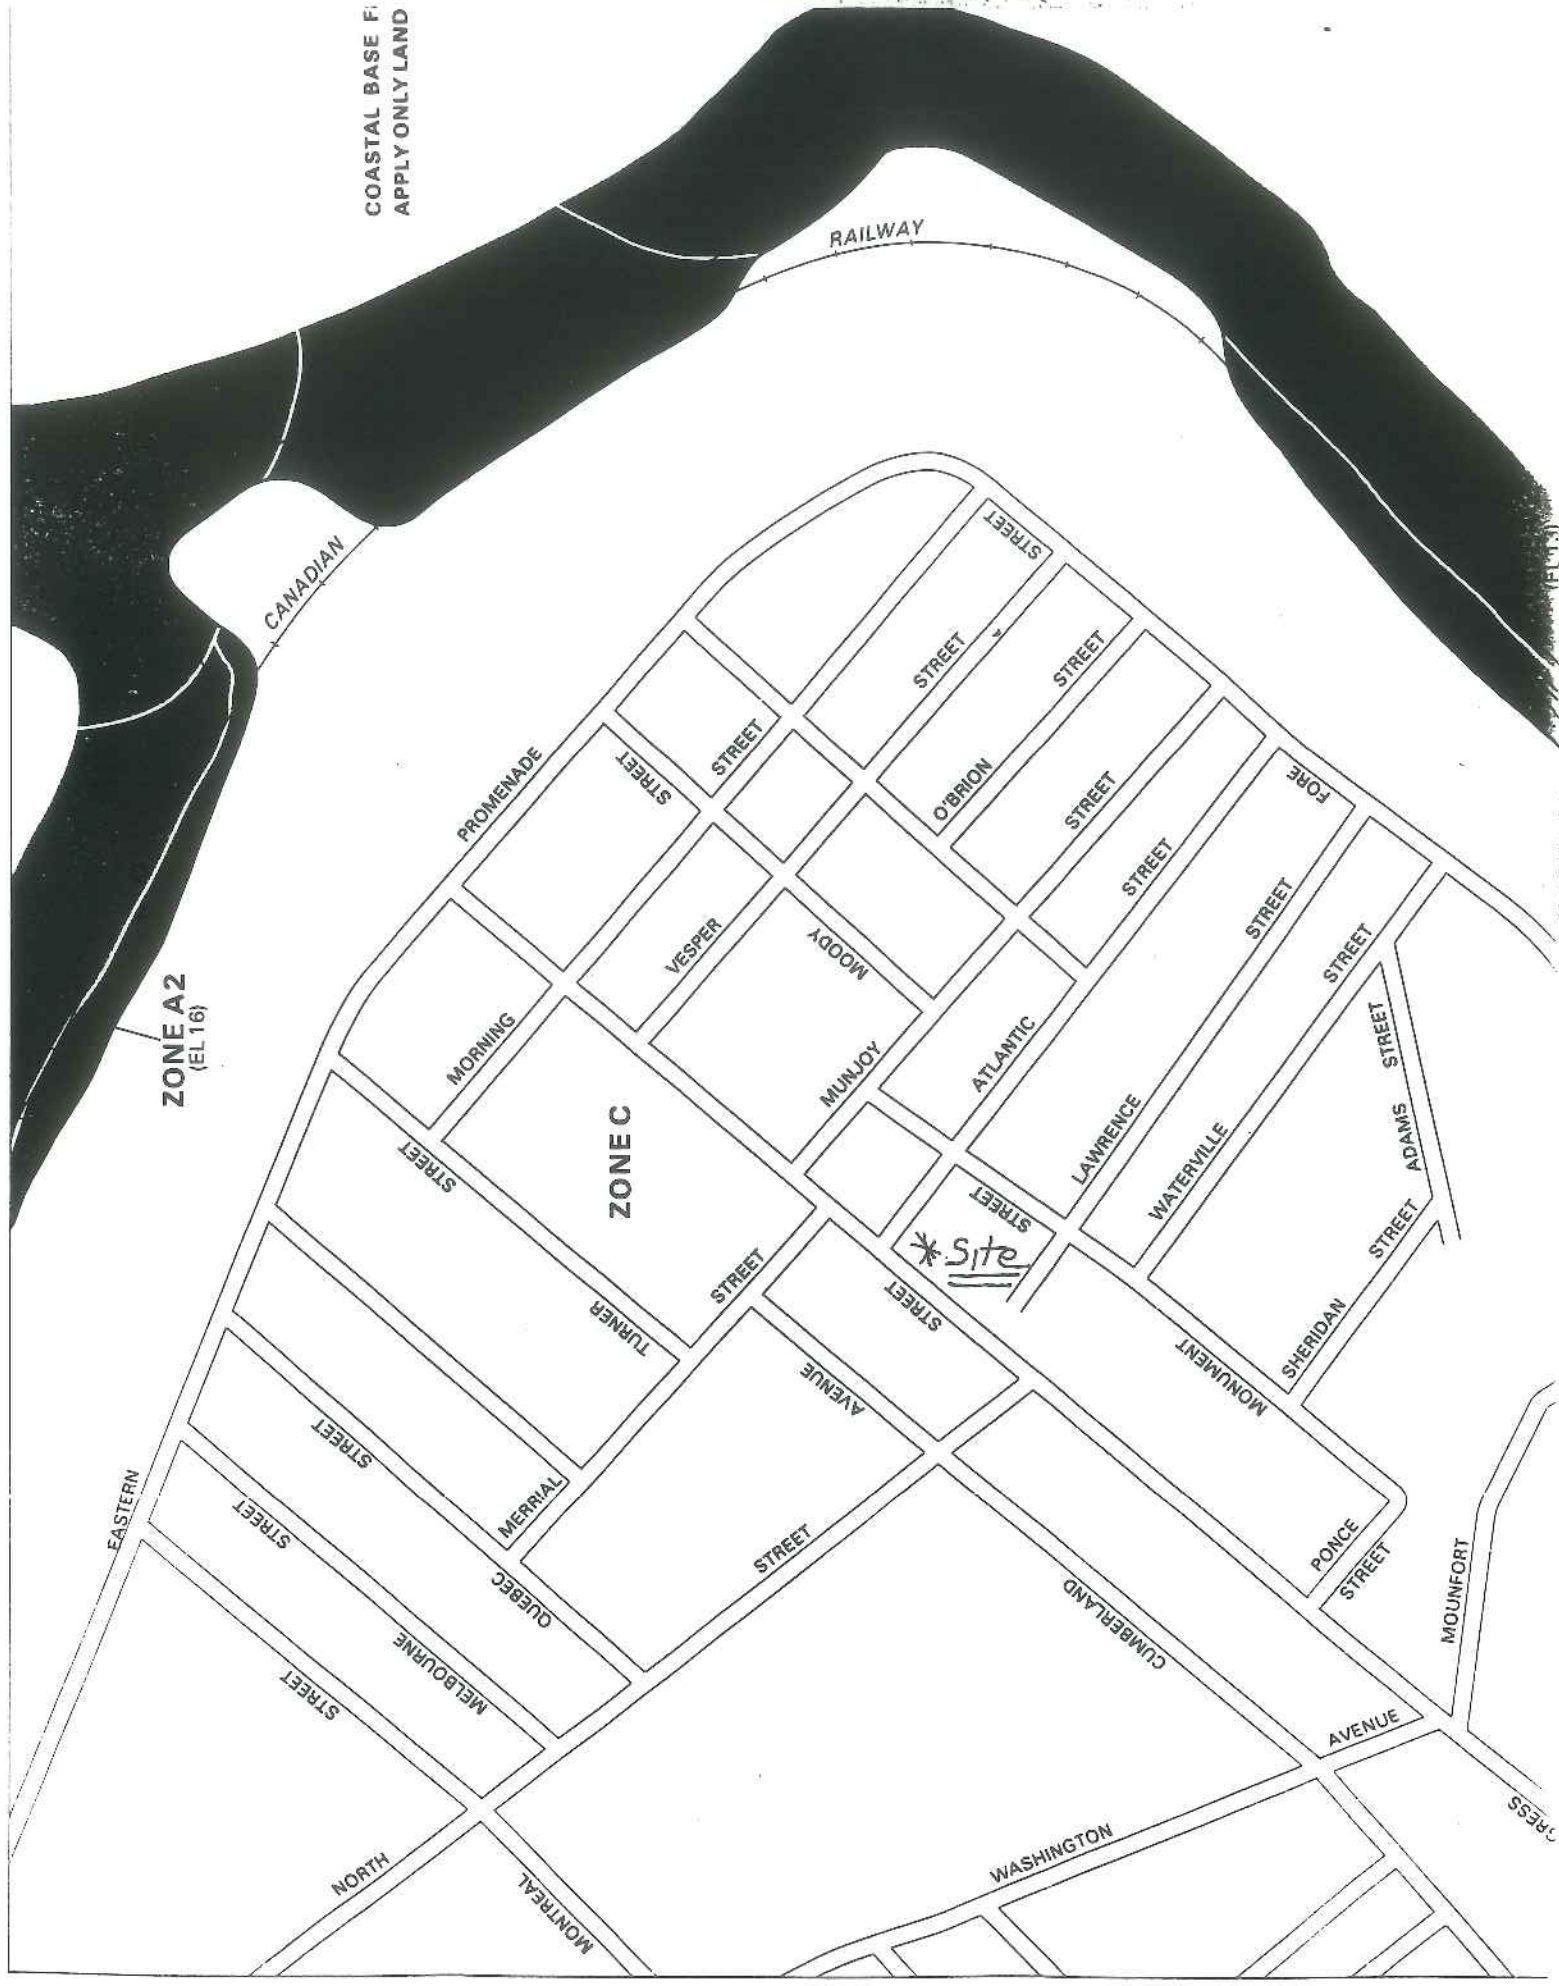 COASTAL BASE F
APPLY ONLY LAND
RAILWAY
CANADIAN
ZONE A2
(EL 16)
PROMENADE
STREET
STREET
STREET
STREET
STREET
O'BRION
STREET
STREET
FORE
VESPER
MOODY
STREET
STREET
MORNING
MUNJOY
ATLANTIC
STREET
ADAMS
ZONE C
STREET
LAWRENCE
WATERVILLE
STREET
* Site
STREET
STREET
STREET
TURNER
AVENUE
MONUMENT
SHERIDAN
EASTERN
STREET
STREET
MERRIAL
STREET
QUEBEC
PONCE
STREET
MOUNFORT
CUMBERLAND
MELBOURNE
STREET
AVENUE
WASHINGTON
NORTH
MONTREAL
GRESS